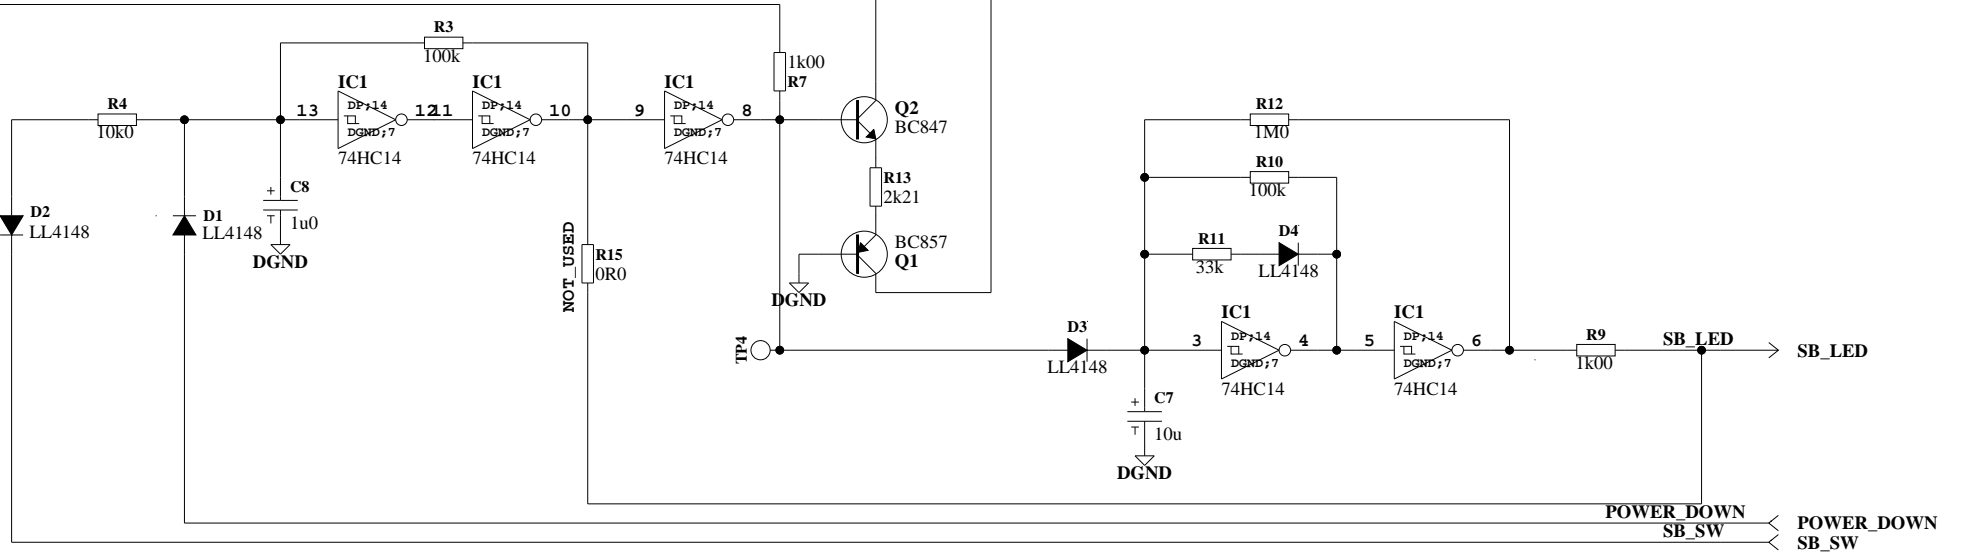 R3
100k
1k00
R7
IC1
DP;14
DGND;7
74HC14
13
12
IC1
DP;14
DGND;7
74HC14
11
10
IC1
DP;14
DGND;7
74HC14
9
8
R4
10k0
Q2
BC847
R12
1M0
R10
100k
R13
2k21
C8
+
T
1u0
DGND
D2
LL4148
D1
LL4148
NOT_USED
R15
0R0
BC857
Q1
DGND
R11
33k
D4
LL4148
TP4
D3
LL4148
3
IC1
DP;14
DGND;7
74HC14
4
5
IC1
DP;14
DGND;7
74HC14
6
R9
1k00
SB_LED
SB_LED
C7
+
T
10u
DGND
POWER_DOWN
POWER_DOWN
SB_SW
SB_SW